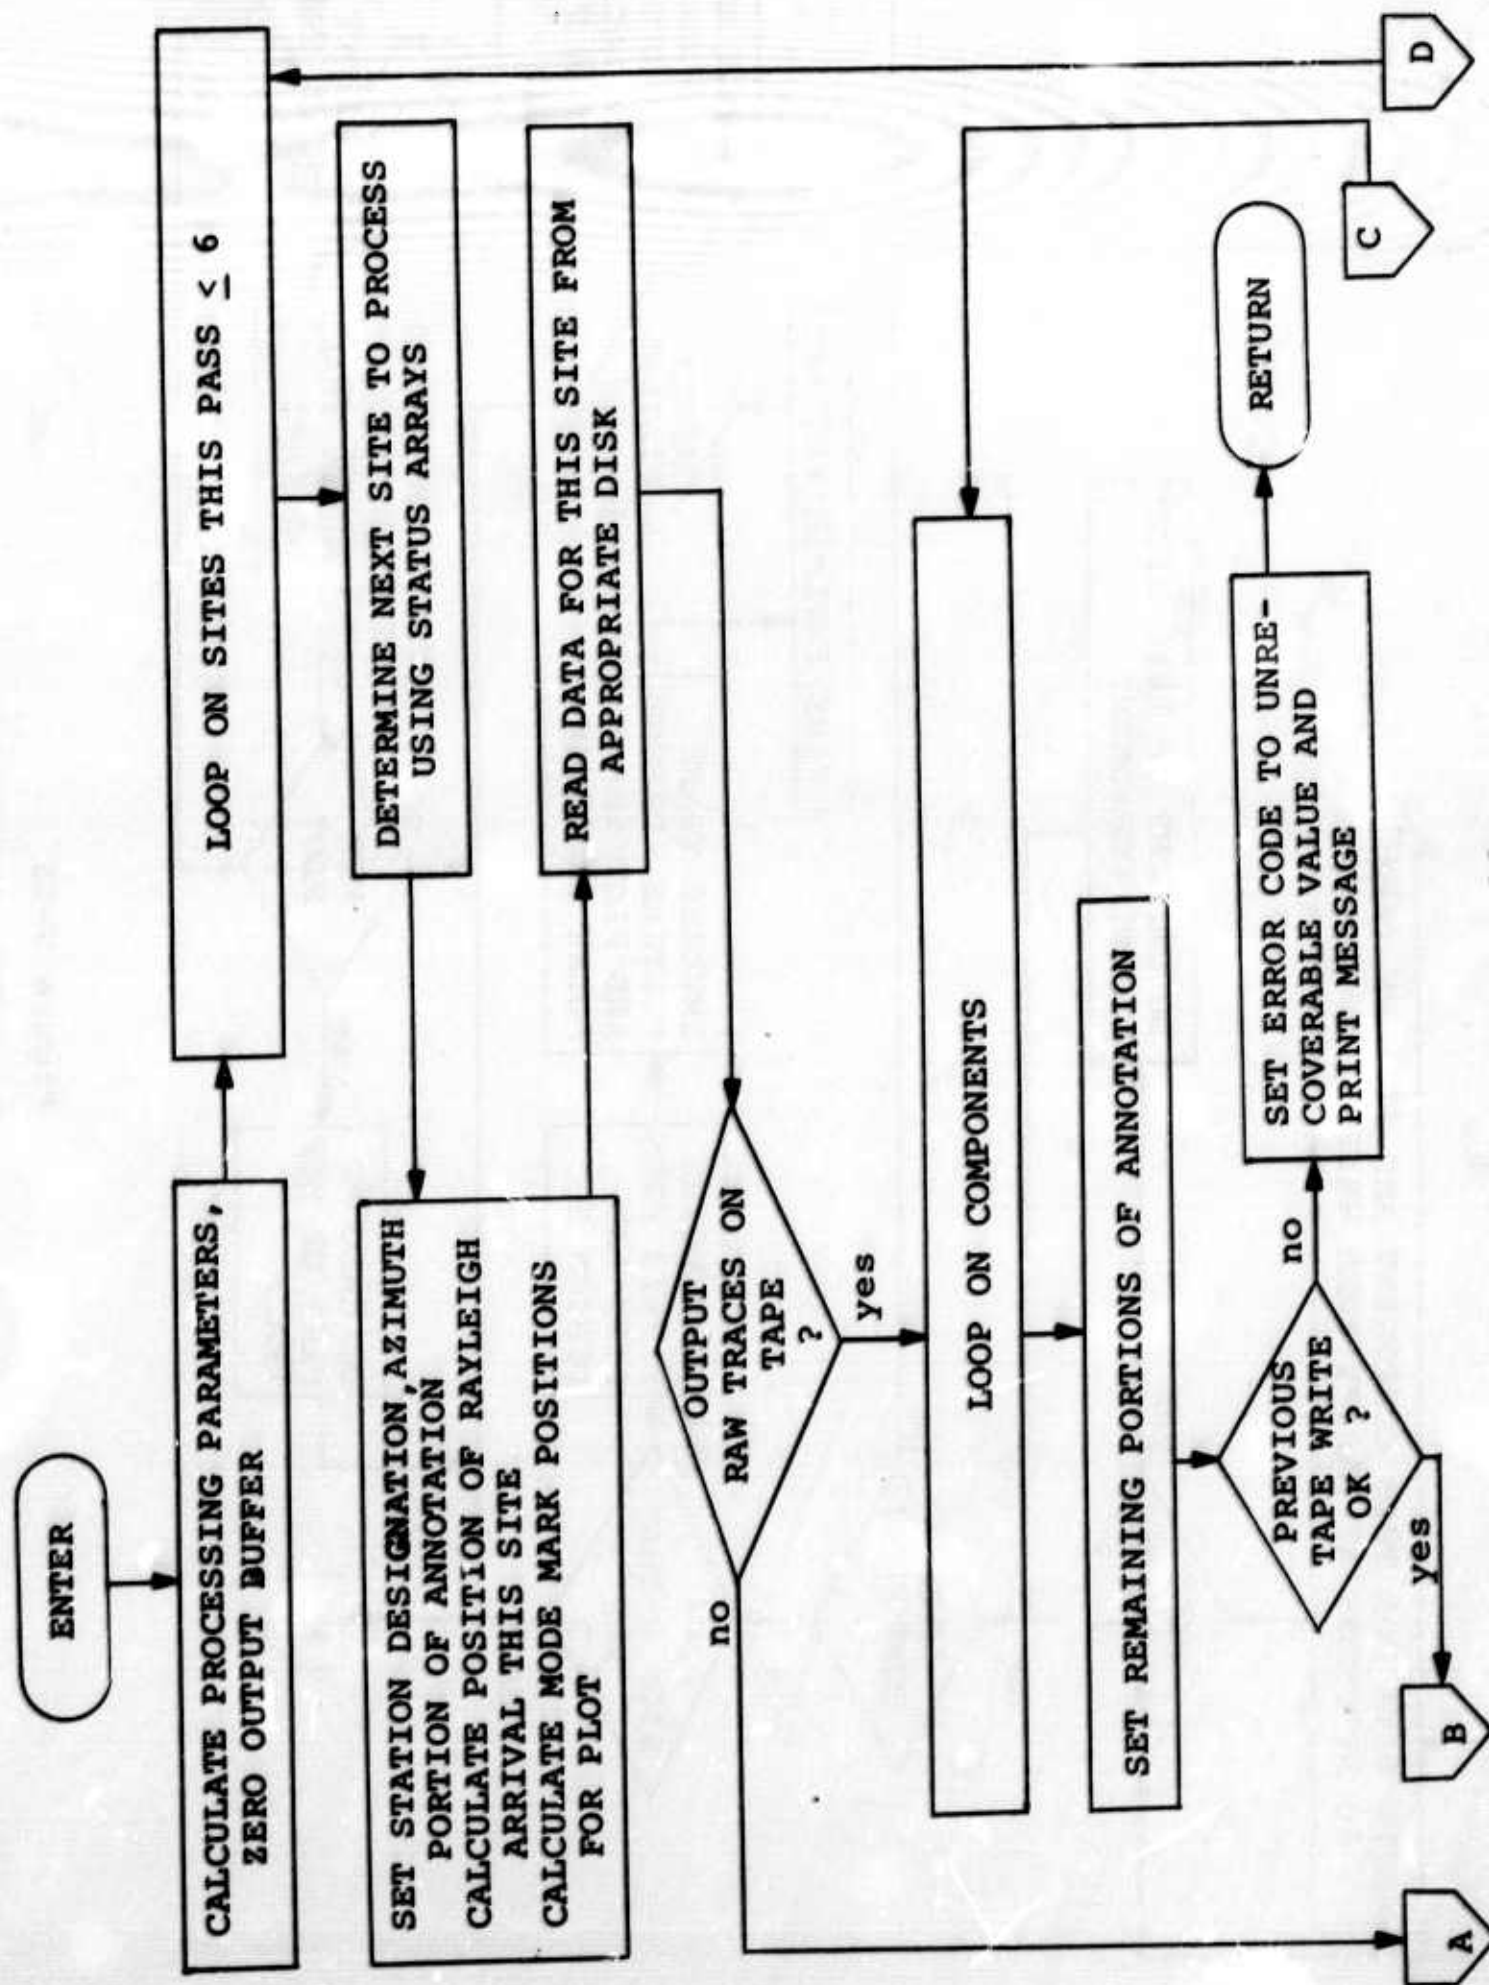 ENTER
CALCULATE PROCESSING PARAMETERS,
ZERO OUTPUT BUFFER
LOOP ON SITES THIS PASS ≤ 6
DETERMINE NEXT SITE TO PROCESS
USING STATUS ARRAYS
SET STATION DESIGNATION, AZIMUTH
PORTION OF ANNOTATION
CALCULATE POSITION OF RAYLEIGH
ARRIVAL THIS SITE
CALCULATE MODE MARK POSITIONS
FOR PLOT
READ DATA FOR THIS SITE FROM
APPROPRIATE DISK
OUTPUT
RAW TRACES ON
TAPE
?
no
yes
LOOP ON COMPONENTS
SET REMAINING PORTIONS OF ANNOTATION
PREVIOUS
TAPE WRITE
OK ?
no
yes
SET ERROR CODE TO UNRE-
COVERABLE VALUE AND
PRINT MESSAGE
RETURN
A
B
C
D